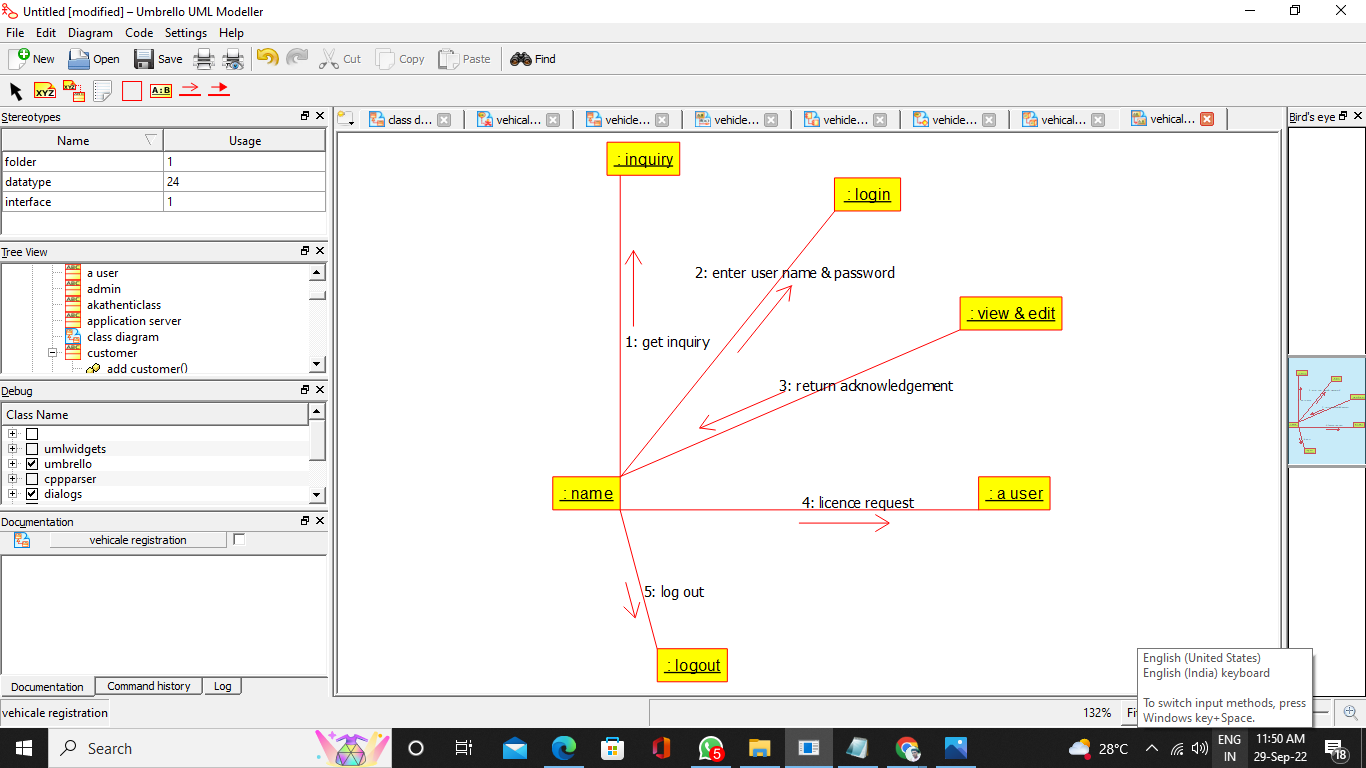 Untitled [modified] – Umbrello UML Modeller
File Edit Diagram Code Settings Help
New Open Save Cut Copy Paste Find
XYZ XYZ A:B
Stereotypes
class d... vehical... vehicle... vehicle... vehicle... vehicle... vehical... vehical...
Bird's eye
Name Usage
folder 1
datatype 24
interface 1
Tree View
a user
admin
akathenticlass
application server
class diagram
customer
add customer()
Debug
Class Name
umlwidgets
umbrello
cppparser
dialogs
Documentation
vehicale registration
Documentation Command history Log
: inquiry
: login
2: enter user name & password
: view & edit
1: get inquiry
3: return acknowledgement
: name
: a user
4: licence request
5: log out
: logout
English (United States)
English (India) keyboard
To switch input methods, press
Windows key+Space.
vehicale registration
132% Fi
Search
5
28°C
ENG
IN
11:50 AM
29-Sep-22
18